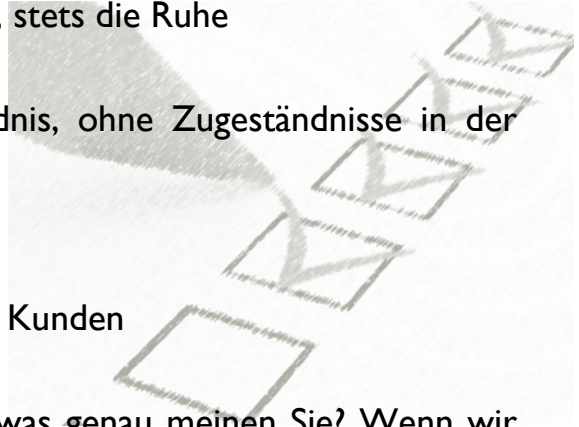 , stets die Ruhe
dnis, ohne Zugeständnisse in der
Kunden
was genau meinen Sie? Wenn wir